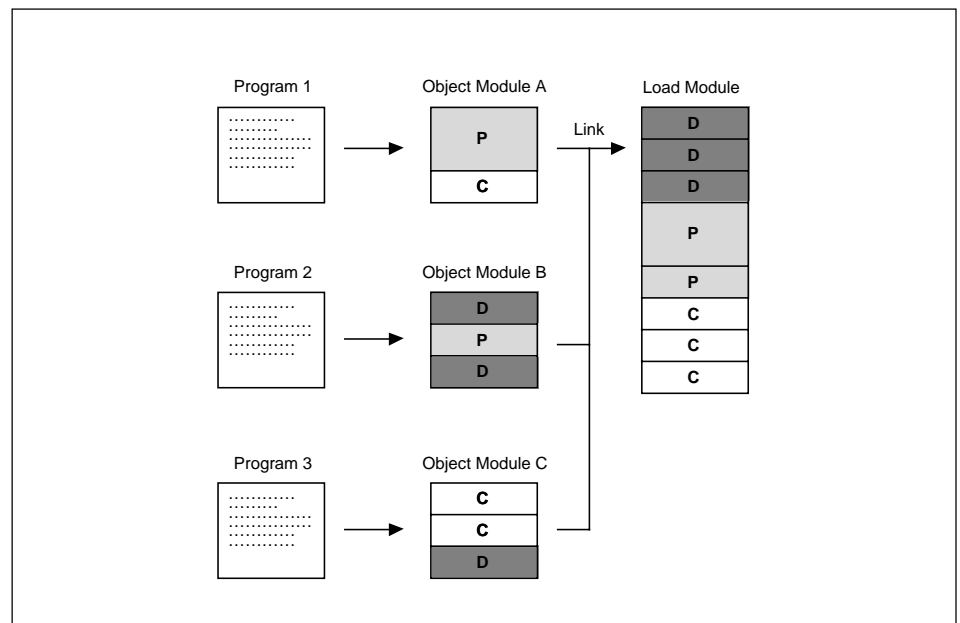 Program 1
Object Module A
Load Module
P
C
Link
D
D
D
P
P
C
C
C
Program 2
Object Module B
D
P
D
Program 3
Object Module C
C
C
D